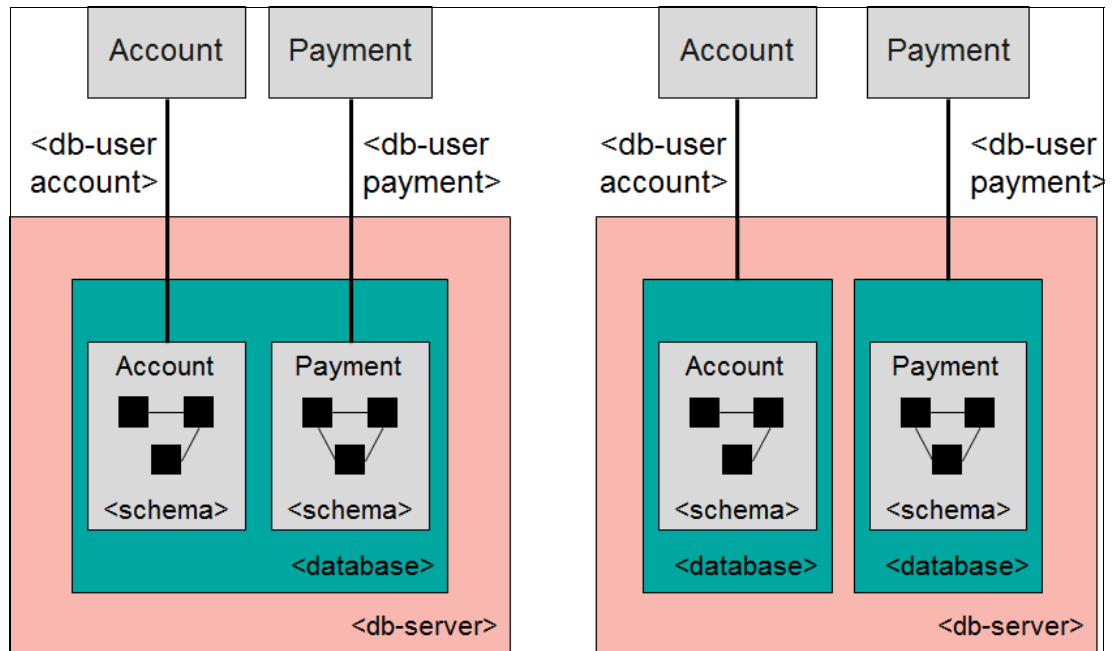 Account
Payment
<db-user
account>
<db-user
payment>
Account
Payment
<schema>
<schema>
<database>
<db-server>
Account
Payment
<db-user
account>
<db-user
payment>
Account
Payment
<schema>
<schema>
<database>
<database>
<db-server>